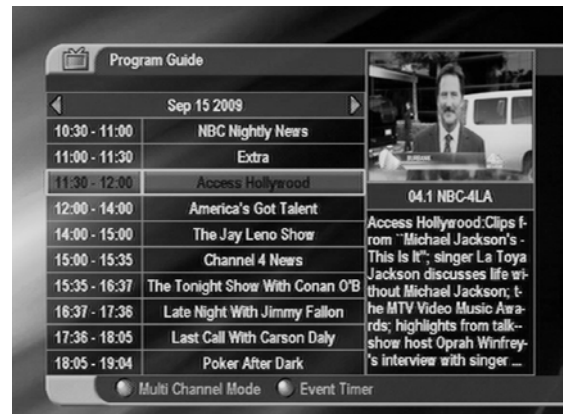 Program Guide
Sep 15 2009
10:30 - 11:00 NBC Nightly News
11:00 - 11:30 Extra
11:30 - 12:00 Access Hollywood
12:00 - 14:00 America's Got Talent
14:00 - 15:00 The Jay Leno Show
15:00 - 15:35 Channel 4 News
15:35 - 16:37 The Tonight Show With Conan O'B
16:37 - 17:36 Late Night With Jimmy Fallon
17:36 - 18:05 Last Call With Carson Daly
18:05 - 19:04 Poker After Dark
04.1 NBC-4LA
Access Hollywood:Clips f-
rom ``Michael Jackson's -
This Is It''; singer La Toya
Jackson discusses life wi-
thout Michael Jackson; t-
he MTV Video Music Awa-
rds; highlights from talk--
show host Oprah Winfrey-
's interview with singer ...
Multi Channel Mode Event Timer